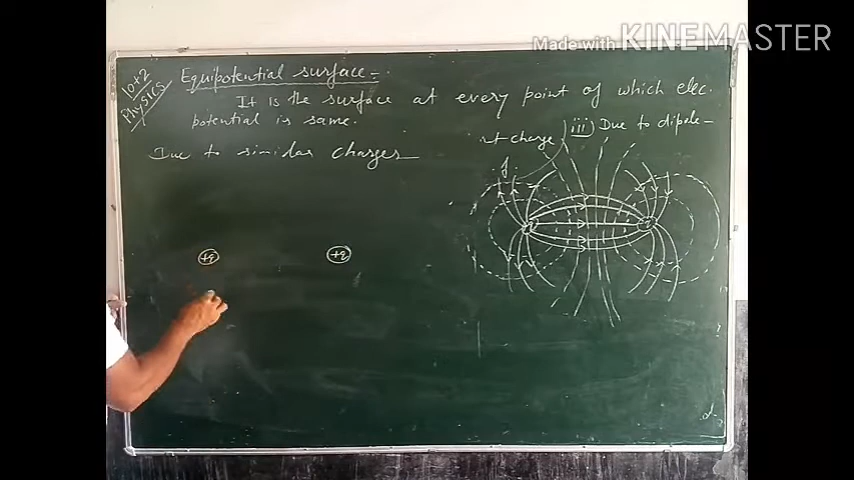 Made with KINEMASTER
10+2
Physics
Equipotential surface -
It is the surface at every point of which elec.
potential is same.
Due to similar charges
charge
iii) Due to dipole -
+q
+q